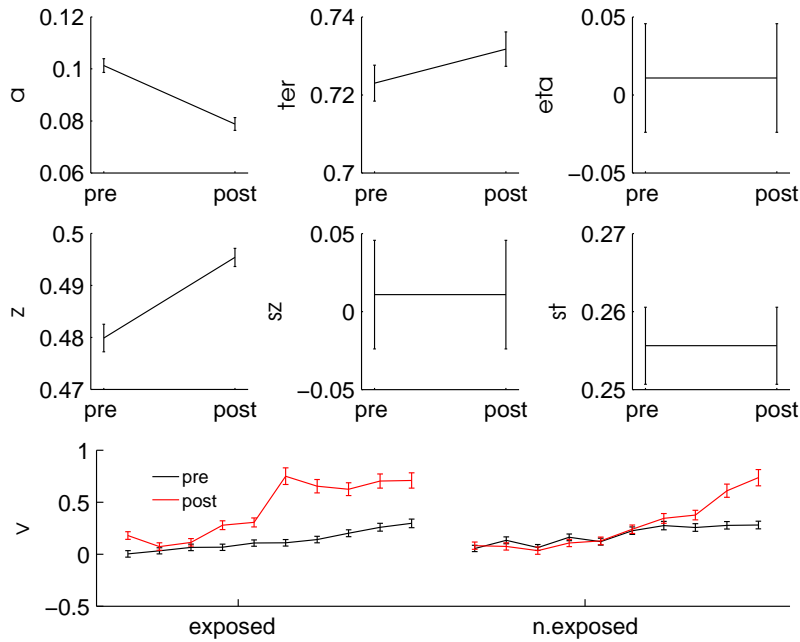 0.12
0.1
0.08
0.06
a
pre
post
0.74
0.72
0.7
ter
pre
post
0.05
0
−0.05
eta
pre
post
0.5
0.49
0.48
0.47
z
pre
post
0.05
0
−0.05
sz
pre
post
0.27
0.26
0.25
st
pre
post
1
0.5
0
−0.5
v
pre
post
exposed
n.exposed